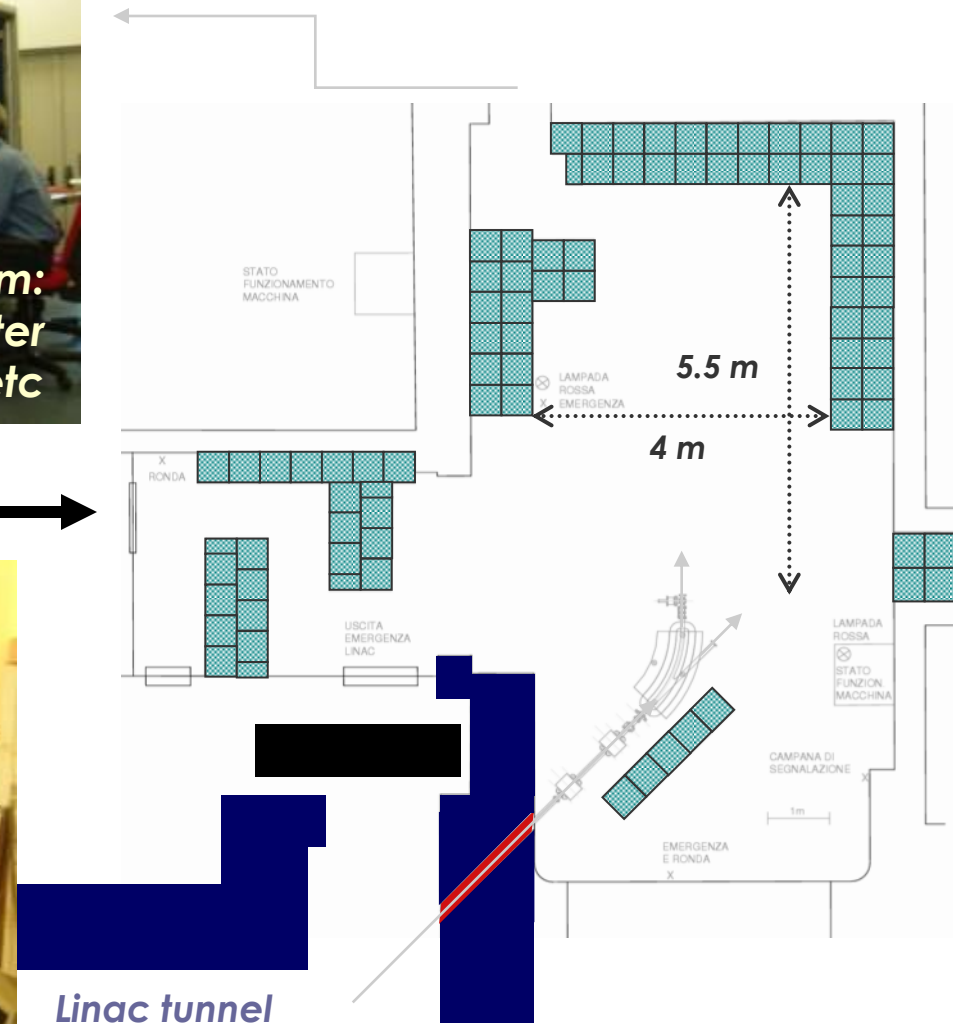 m:
ter
etc
STATO
FUNZIONAMENTO
MACCHINA
5.5 m
LAMPADA
ROSSA
X EMERGENZA
4 m
X
RONDA
USCITA
EMERGENZA
LINAC
LAMPADA
ROSSA
STATO
FUNZION.
MACCHINA
CAMPANA DI
SEGNALAZIONE
X
1m
EMERGENZA
E RONDA
X
Linac tunnel